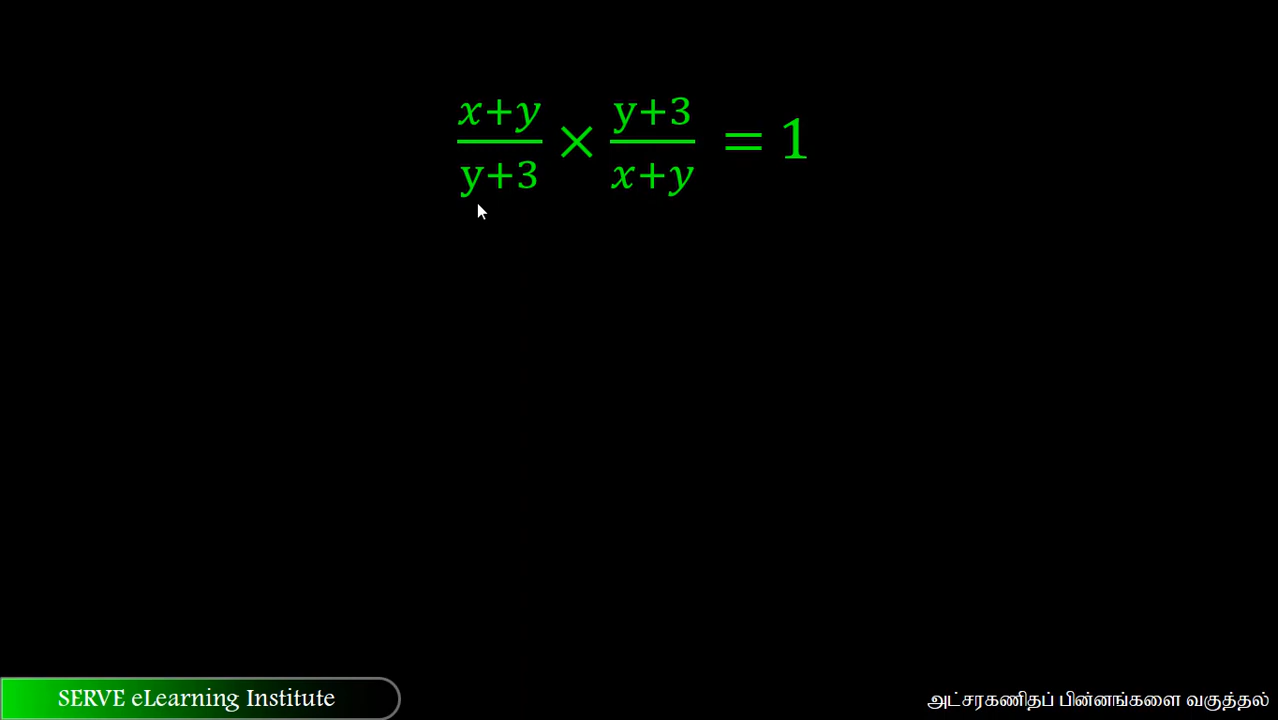 x+y/y+3 × y+3/x+y = 1
SERVE eLearning Institute
அட்சரகணிதப் பின்னங்களை வகுத்தல்